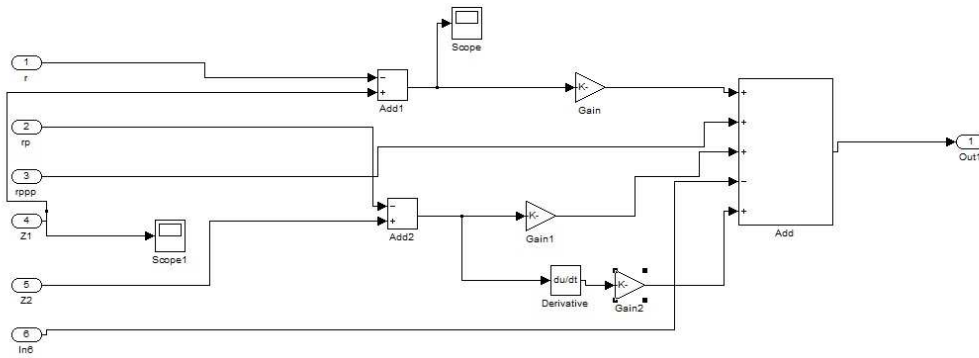 Scope
1
r
-
+
Add1
K-
Gain
+
2
rp
+
3
rppp
+
1
Out1
-
4
Z1
Scope1
-
+
Add2
K-
Gain1
+
Add
5
Z2
du/dt
Derivative
K-
Gain2
6
In6